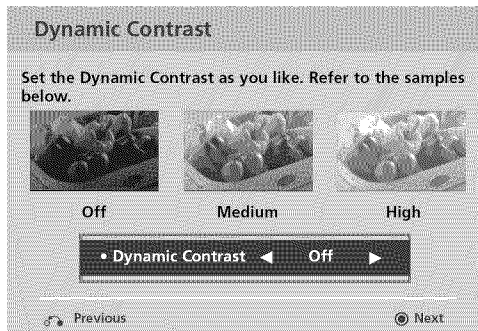 Dynamic Contrast
Set the Dynamic Contrast as you like. Refer to the samples
below.
Off Medium High
• Dynamic Contrast ◀ Off ▶
Previous Next